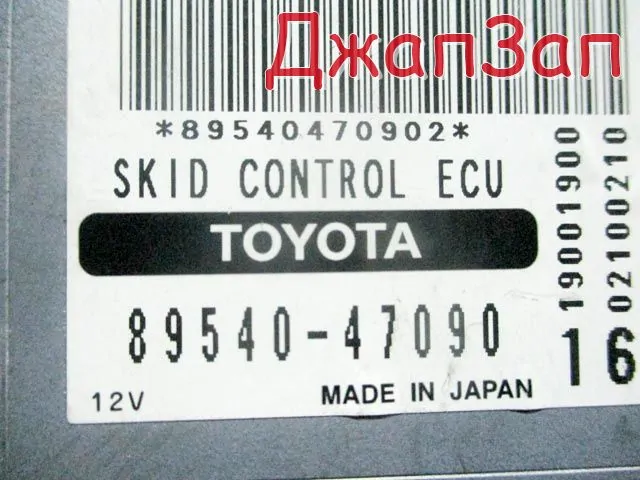 ДжапЗап
*89540470902*
SKID CONTROL ECU
TOYOTA
89540-47090
12V
MADE IN JAPAN
19001900
02100210
16